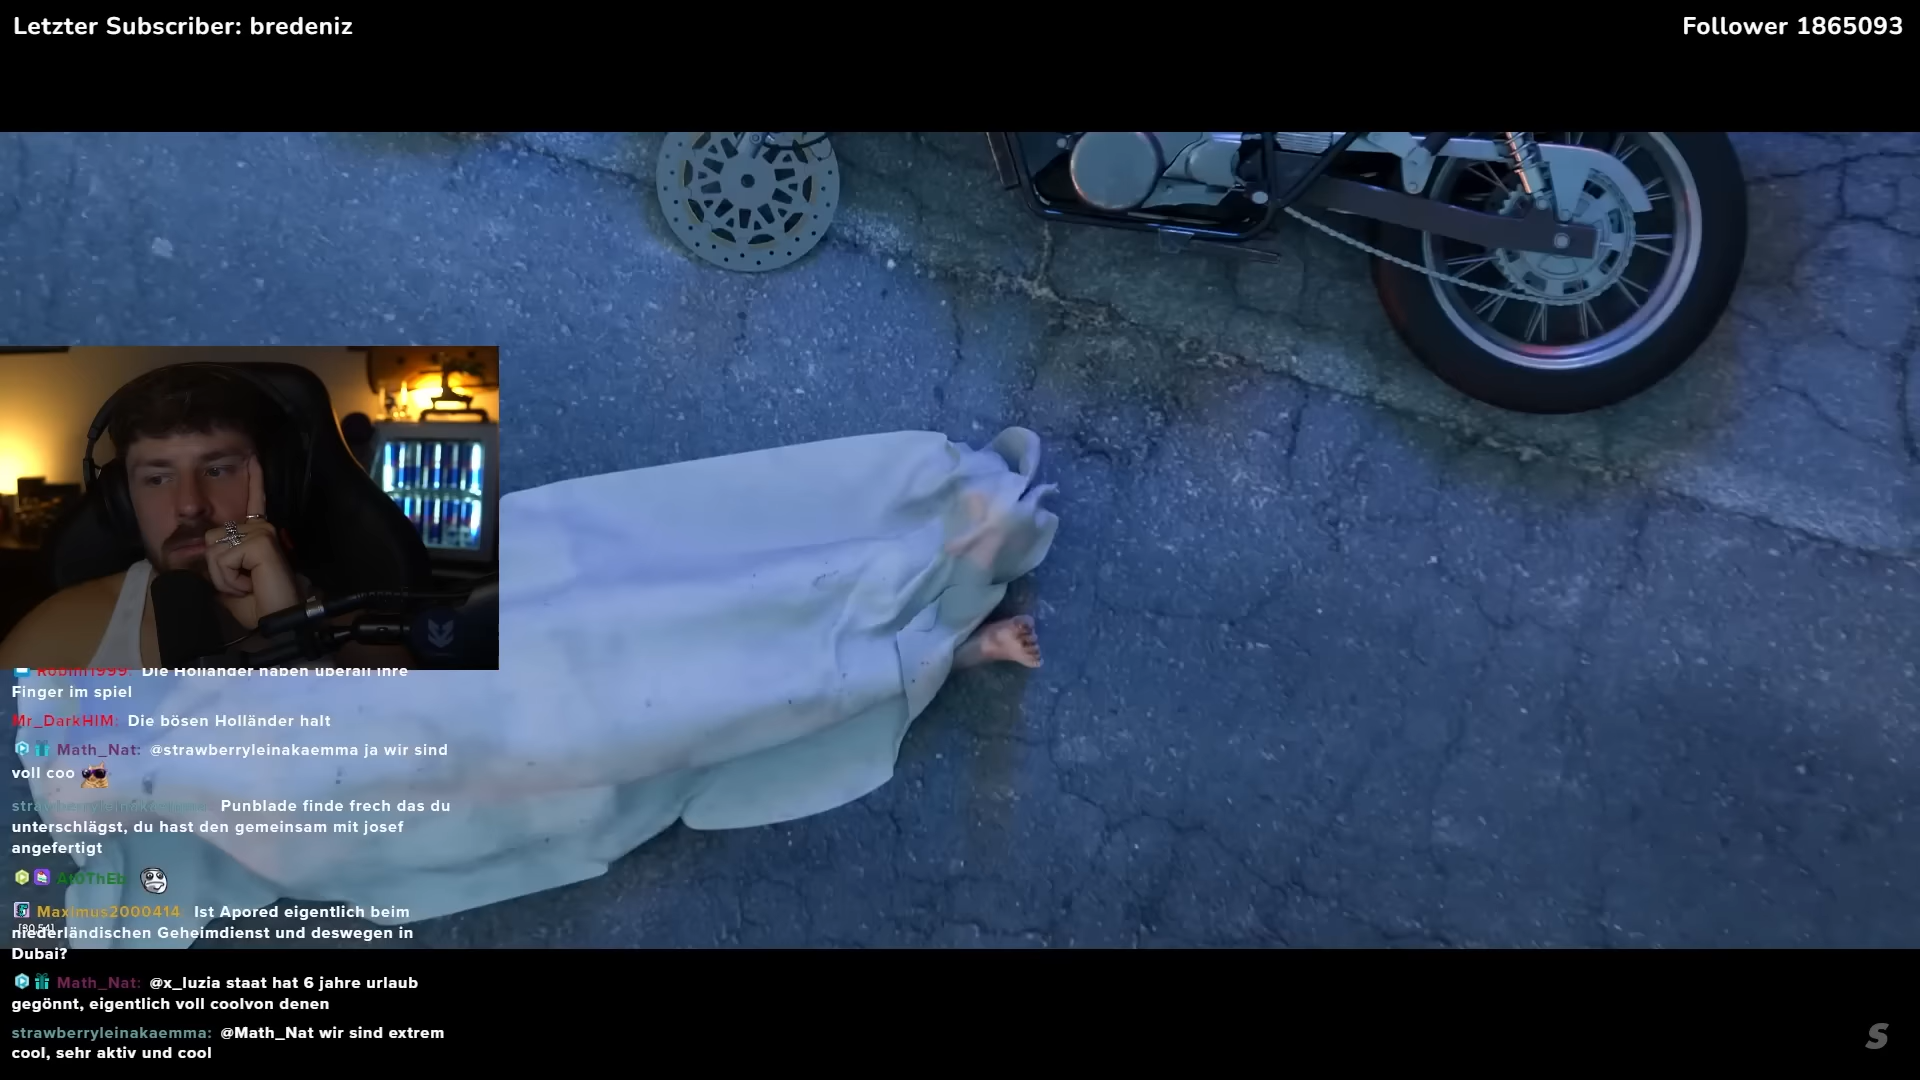 Letzter Subscriber: bredeniz
Follower 1865093
Robin1999: Die Holländer haben überall ihre
Finger im spiel
Mr_DarkHIM: Die bösen Holländer halt
Math_Nat: @strawberryleinakaemma ja wir sind
voll coo
strawberryleinakaemma: Punblade finde frech das du
unterschlägst, du hast den gemeinsam mit josef
angefertigt
At0ThEb:
Maximus2000414: Ist Apored eigentlich beim
niederländischen Geheimdienst und deswegen in
Dubai?
Math_Nat: @x_luzia staat hat 6 jahre urlaub
gegönnt, eigentlich voll coolvon denen
strawberryleinakaemma: @Math_Nat wir sind extrem
cool, sehr aktiv und cool
S